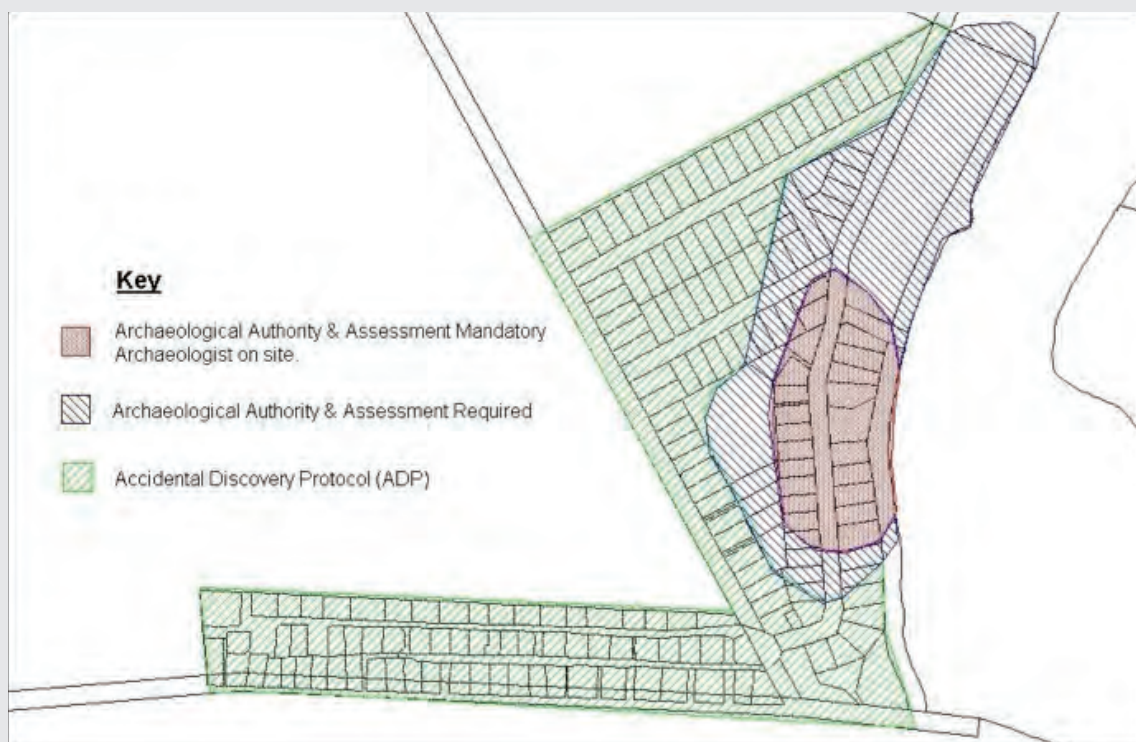 Key
Archaeological Authority & Assessment Mandatory
Archaeologist on site.
Archaeological Authority & Assessment Required
Accidental Discovery Protocol (ADP)